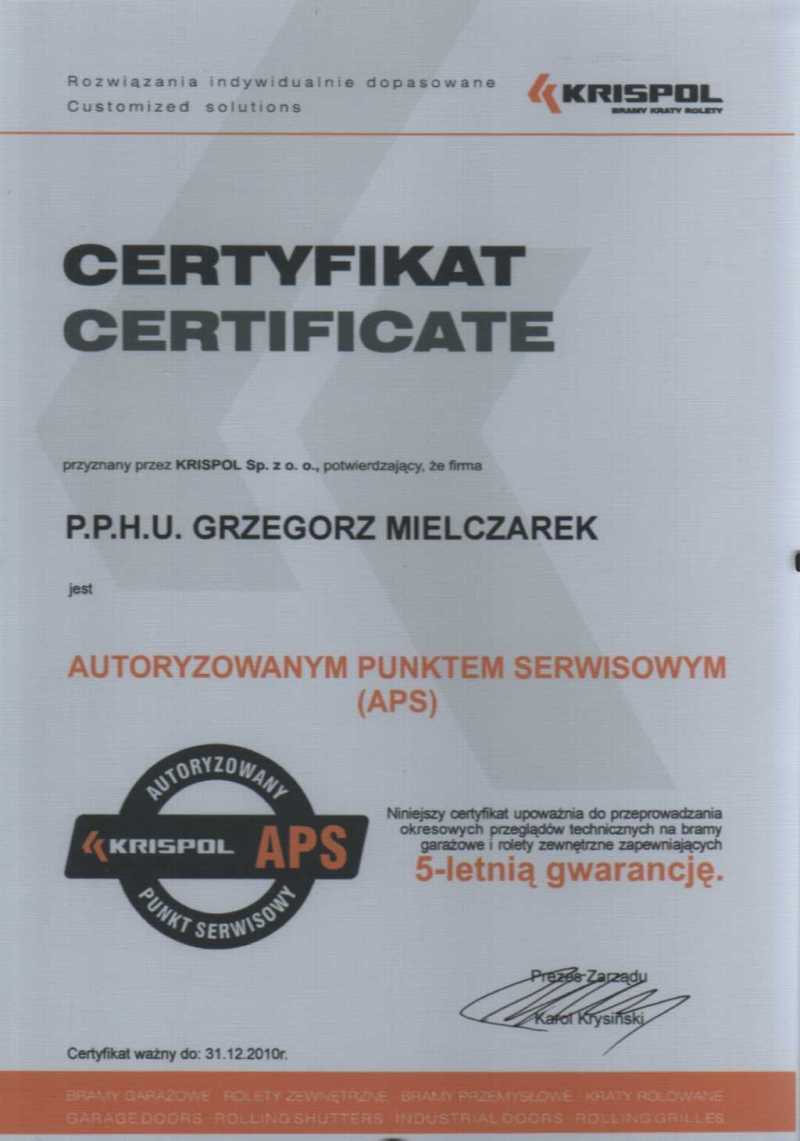 Rozwiązania indywidualnie dopasowane
Customized solutions
KRISPOL
BRAMY KRATY ROLETY
CERTYFIKAT
CERTIFICATE
przyznany przez KRISPOL Sp. z o. o., potwierdzający, że firma
P.P.H.U. GRZEGORZ MIELCZAREK
jest
AUTORYZOWANYM PUNKTEM SERWISOWYM
(APS)
AUTORYZOWANY
KRISPOL APS
PUNKT SERWISOWY
Niniejszy certyfikat upoważnia do przeprowadzania
okresowych przeglądów technicznych na bramy
garażowe i rolety zewnętrzne zapewniających
5-letnią gwarancję.
Prezes Zarządu
Karol Krysiński
Certyfikat ważny do: 31.12.2010r.
BRAMY GARAŻOWE ROLETY ZEWNĘTRZNE BRAMY PRZEMYSŁOWE KRATY ROLOWANE
GARAGE DOORS ROLLING SHUTTERS INDUSTRIAL DOORS ROLLING GRILLES